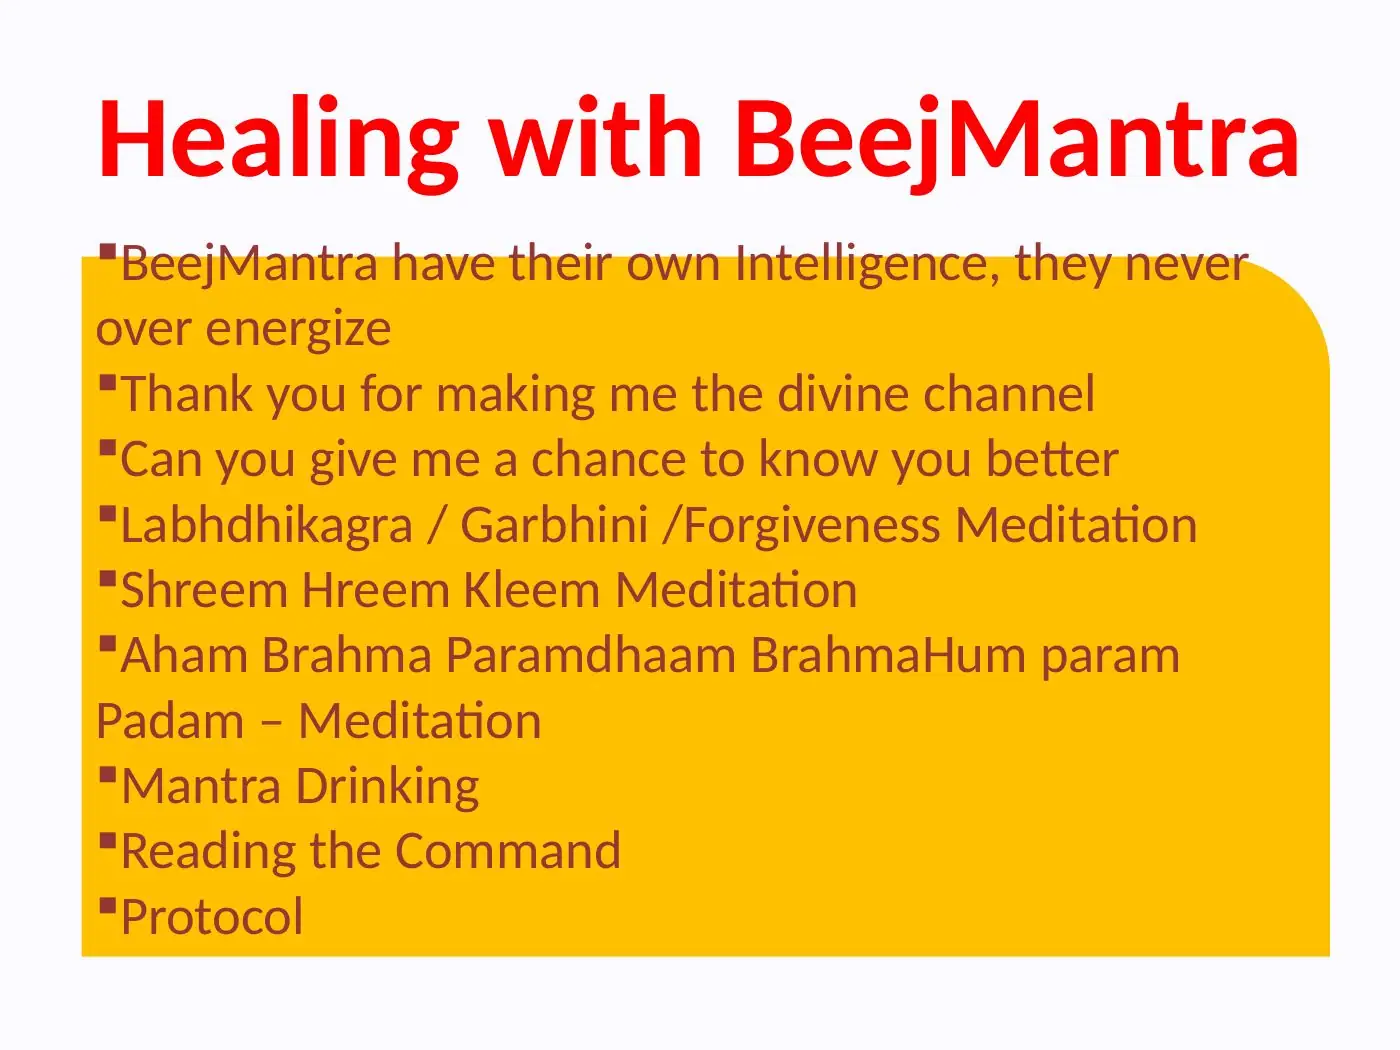 Healing with BeejMantra
▪BeejMantra have their own Intelligence, they never
over energize
▪Thank you for making me the divine channel
▪Can you give me a chance to know you better
▪Labhdhikagra / Garbhini /Forgiveness Meditation
▪Shreem Hreem Kleem Meditation
▪Aham Brahma Paramdhaam BrahmaHum param
Padam – Meditation
▪Mantra Drinking
▪Reading the Command
▪Protocol